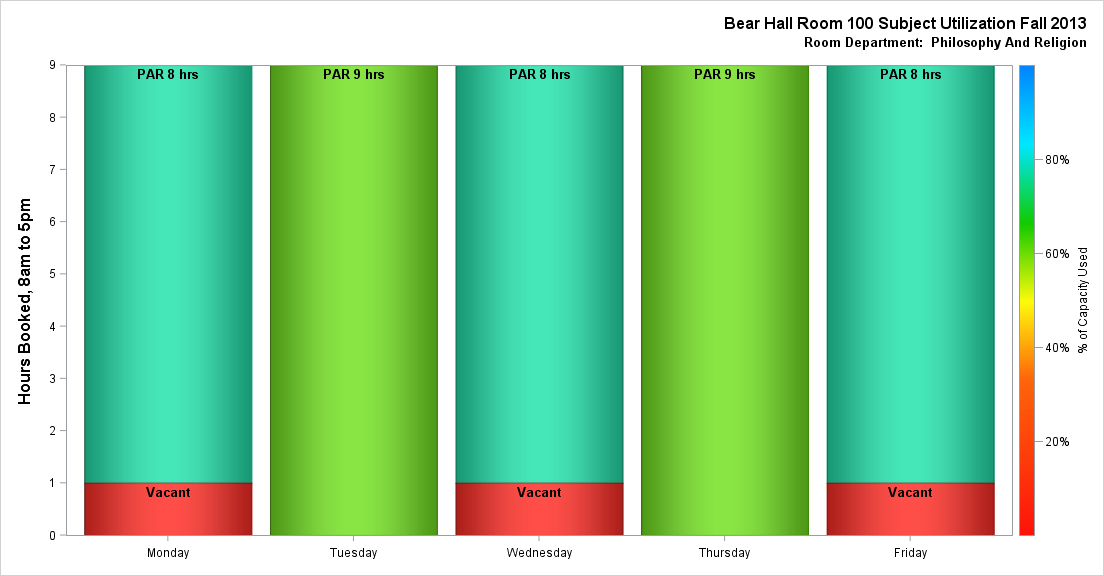 Bear Hall Room 100 Subject Utilization Fall 2013
Room Department:  Philosophy And Religion
Hours Booked, 8am to 5pm
9
8
7
6
5
4
3
2
1
0
PAR 8 hrs
PAR 9 hrs
PAR 8 hrs
PAR 9 hrs
PAR 8 hrs
Vacant
Vacant
Vacant
Monday
Tuesday
Wednesday
Thursday
Friday
80%
60%
40%
20%
% of Capacity Used